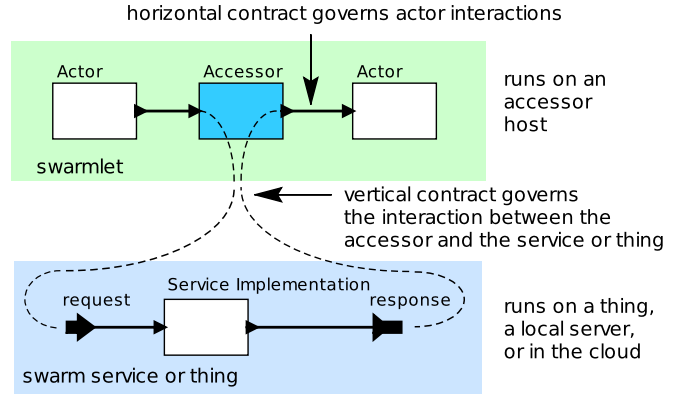 horizontal contract governs actor interactions
Actor
Accessor
Actor
runs on an
accessor
host
swarmlet
vertical contract governs
the interaction between the
accessor and the service or thing
Service Implementation
request
response
runs on a thing,
a local server,
or in the cloud
swarm service or thing